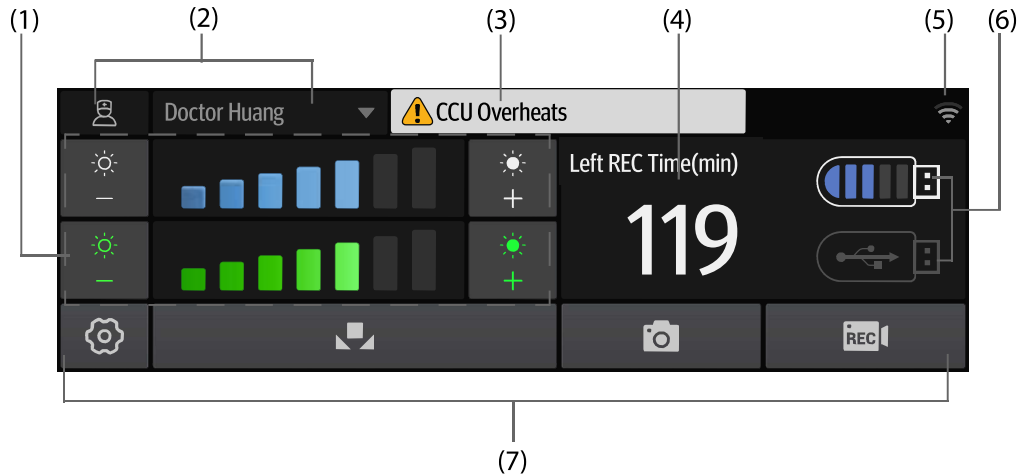 (1) (2) (3) (4) (5) (6)
Doctor Huang CCU Overheats
Left REC Time(min)
119
REC
(7)